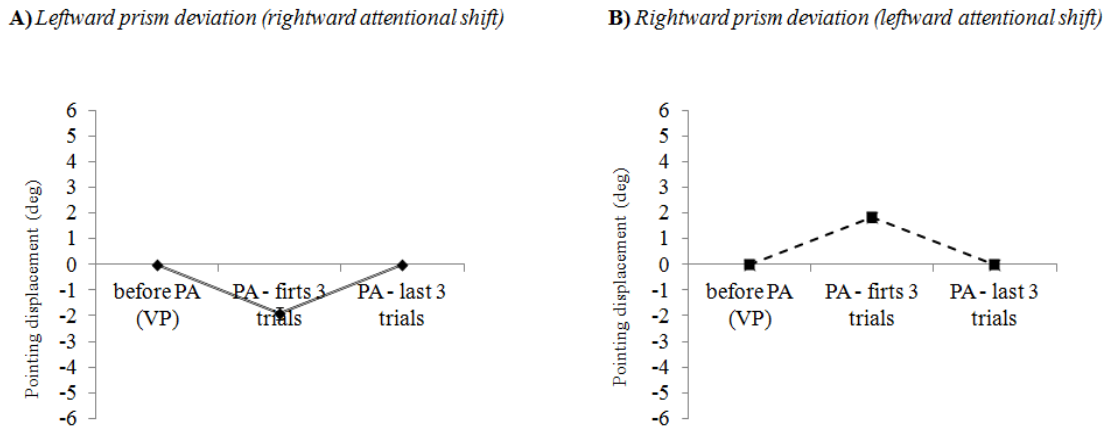 A) Leftward prism deviation (rightward attentional shift)
Pointing displacement (deg)
6
5
4
3
2
1
0
-1
-2
-3
-4
-5
-6
before PA
(VP)
PA - firts 3
trials
PA - last 3
trials
B) Rightward prism deviation (leftward attentional shift)
Pointing displacement (deg)
6
5
4
3
2
1
0
-1
-2
-3
-4
-5
-6
before PA
(VP)
PA - firts 3
trials
PA - last 3
trials